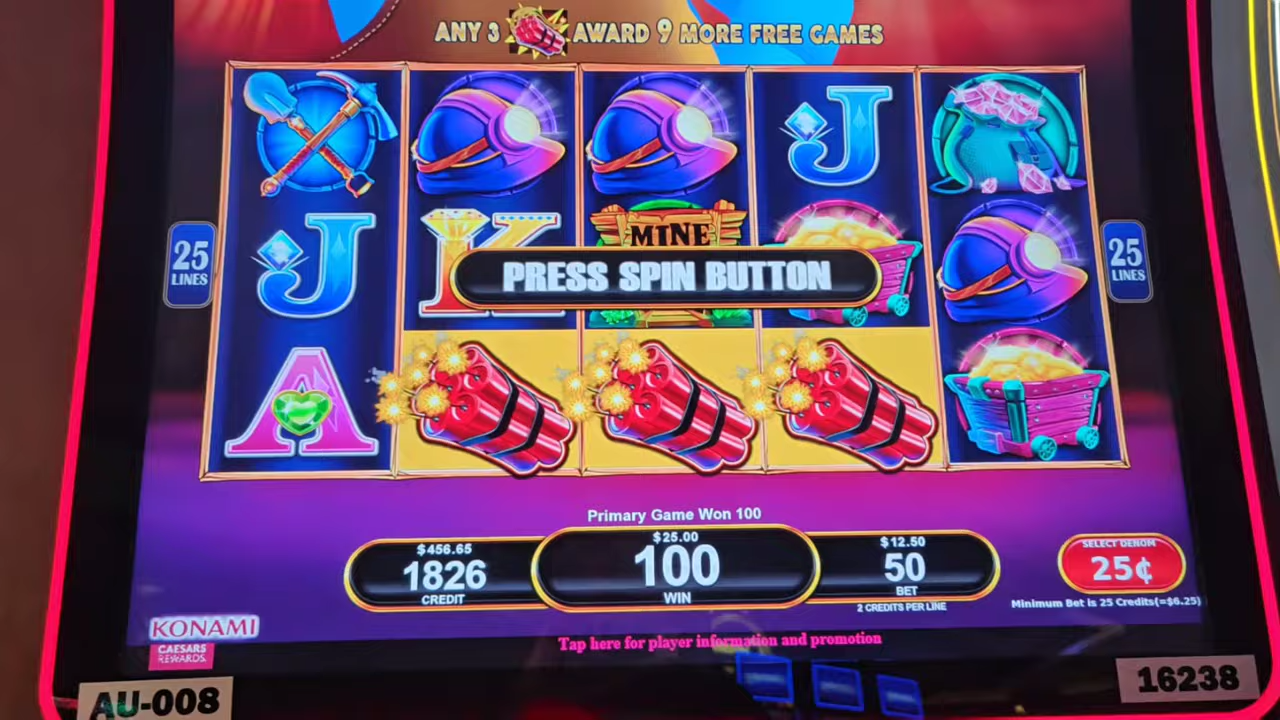 ANY 3 AWARD 9 MORE FREE GAMES
J
25
LINES
J
K
MINE
25
LINES
PRESS SPIN BUTTON
A
Primary Game Won 100
$456.65
1826
CREDIT
$25.00
100
WIN
$12.50
50
BET
2 CREDITS PER LINE
SELECT DENOM
25¢
Minimum Bet is 25 Credits(=$6.25)
KONAMI
CAESARS
REWARDS.
Tap here for player information and promotion
AU-008
16238